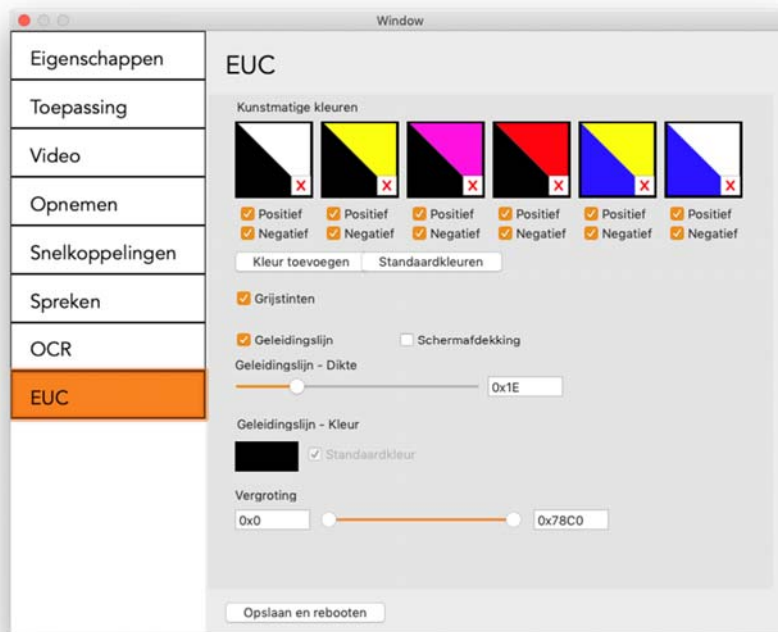 Window
Eigenschappen
Toepassing
Video
Opnemen
Snelkoppelingen
Spreken
OCR
EUC
EUC
Kunstmatige kleuren
X X X X X X
Positief Positief Positief Positief Positief Positief
Negatief Negatief Negatief Negatief Negatief Negatief
Kleur toevoegen Standaardkleuren
Grijstinten
Geleidingslijn Schermafdekking
Geleidingslijn - Dikte
0x1E
Geleidingslijn - Kleur
Standaardkleur
Vergroting
0x0 0x78C0
Opslaan en rebooten